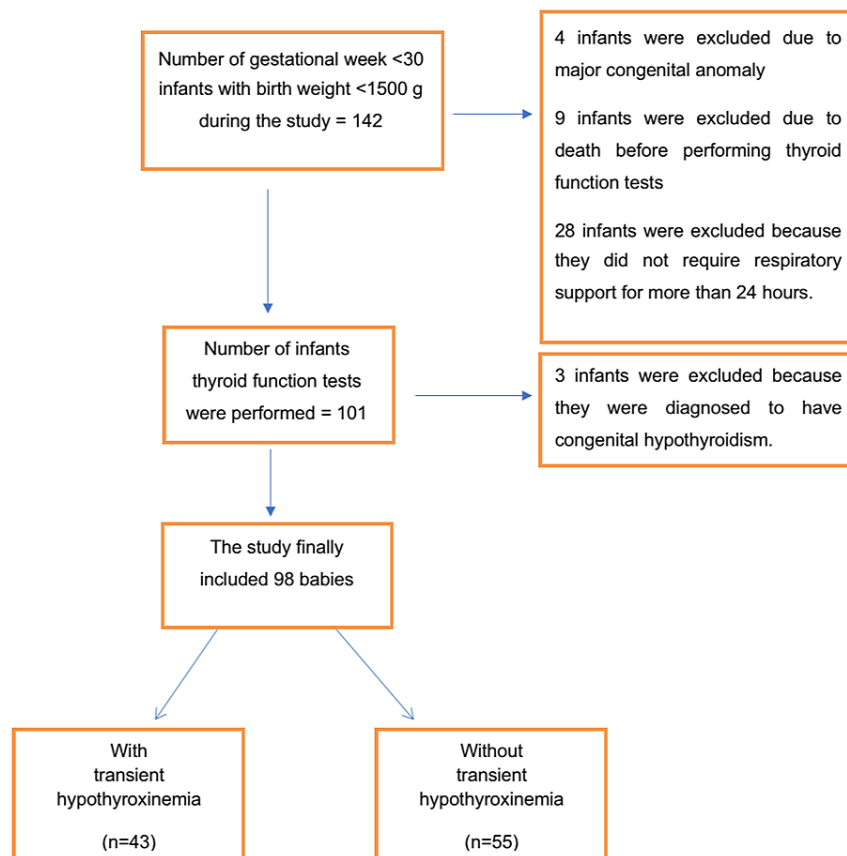 Number of gestational week <30
infants with birth weight <1500 g
during the study = 142
4 infants were excluded due to
major congenital anomaly
9 infants were excluded due to
death before performing thyroid
function tests
28 infants were excluded because
they did not require respiratory
support for more than 24 hours.
Number of infants
thyroid function tests
were performed = 101
3 infants were excluded because
they were diagnosed to have
congenital hypothyroidism.
The study finally
included 98 babies
With
transient
hypothyroxinemia
(n=43)
Without
transient
hypothyroxinemia
(n=55)